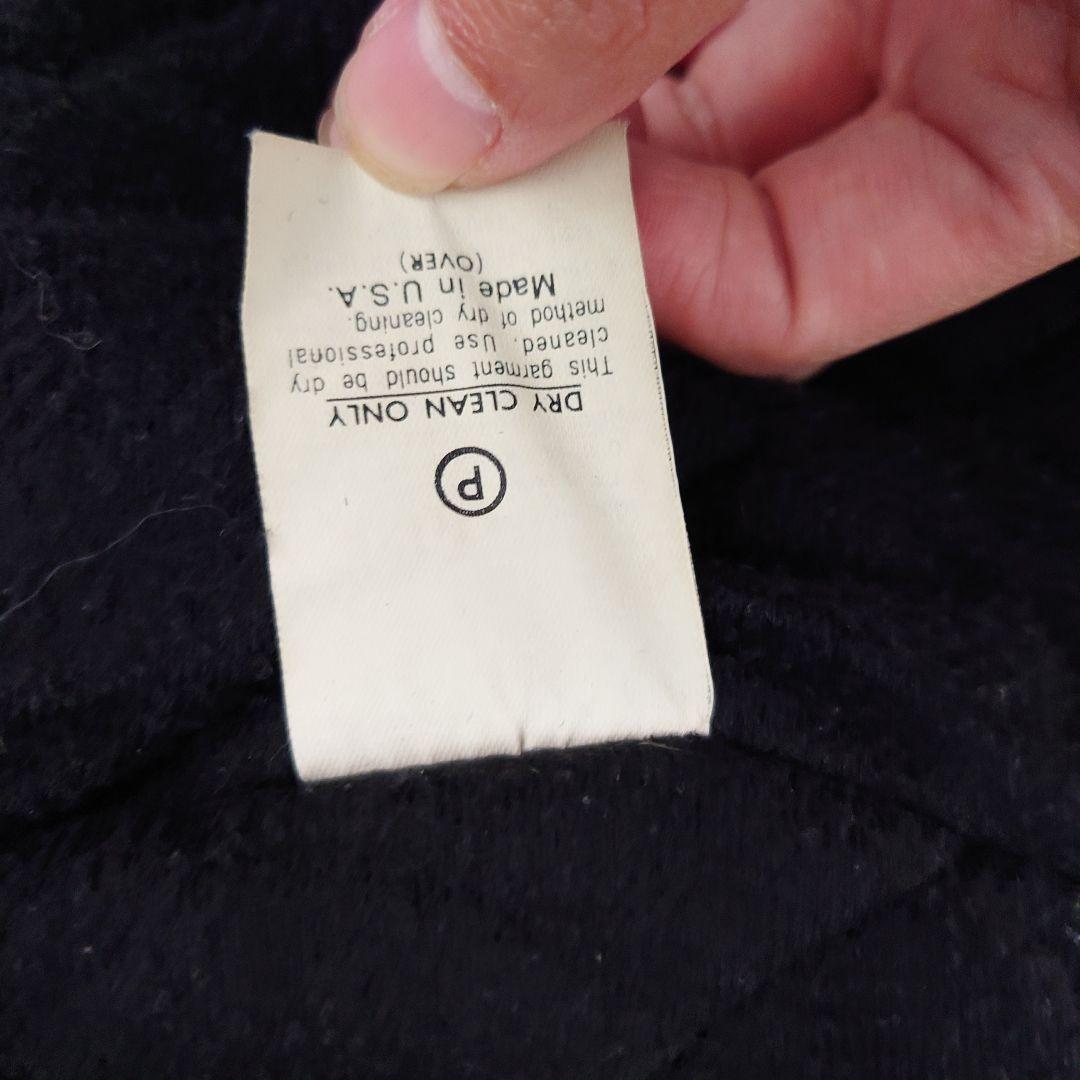 P
DRY CLEAN ONLY
This garment should be dry
cleaned. Use professional
method of dry cleaning.
Made in U.S.A.
(OVER)